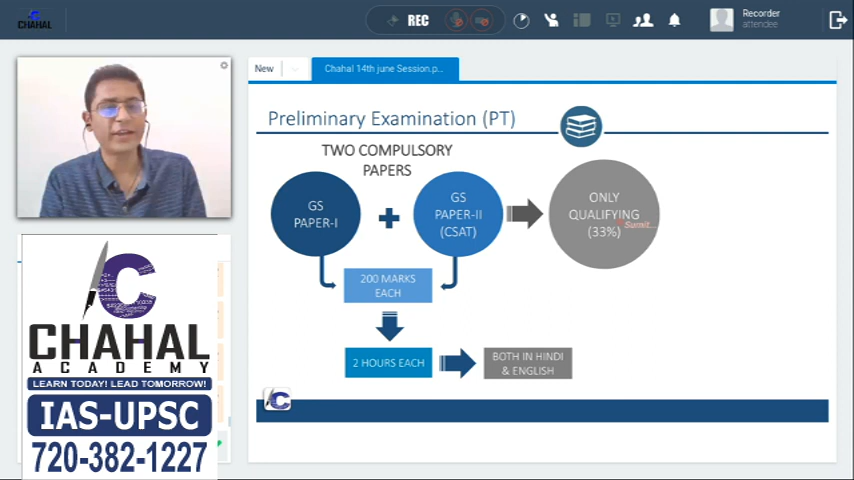 CHAHAL
REC
Recorder
attendee
New
Chahal 14th june Session.p...
Preliminary Examination (PT)
TWO COMPULSORY
PAPERS
GS
PAPER-I
GS
PAPER-II
(CSAT)
ONLY
QUALIFYING
(33%)
Sumit...
200 MARKS
EACH
2 HOURS EACH
BOTH IN HINDI
& ENGLISH
CHAHAL
ACADEMY
LEARN TODAY! LEAD TOMORROW!
IAS-UPSC
720-382-1227